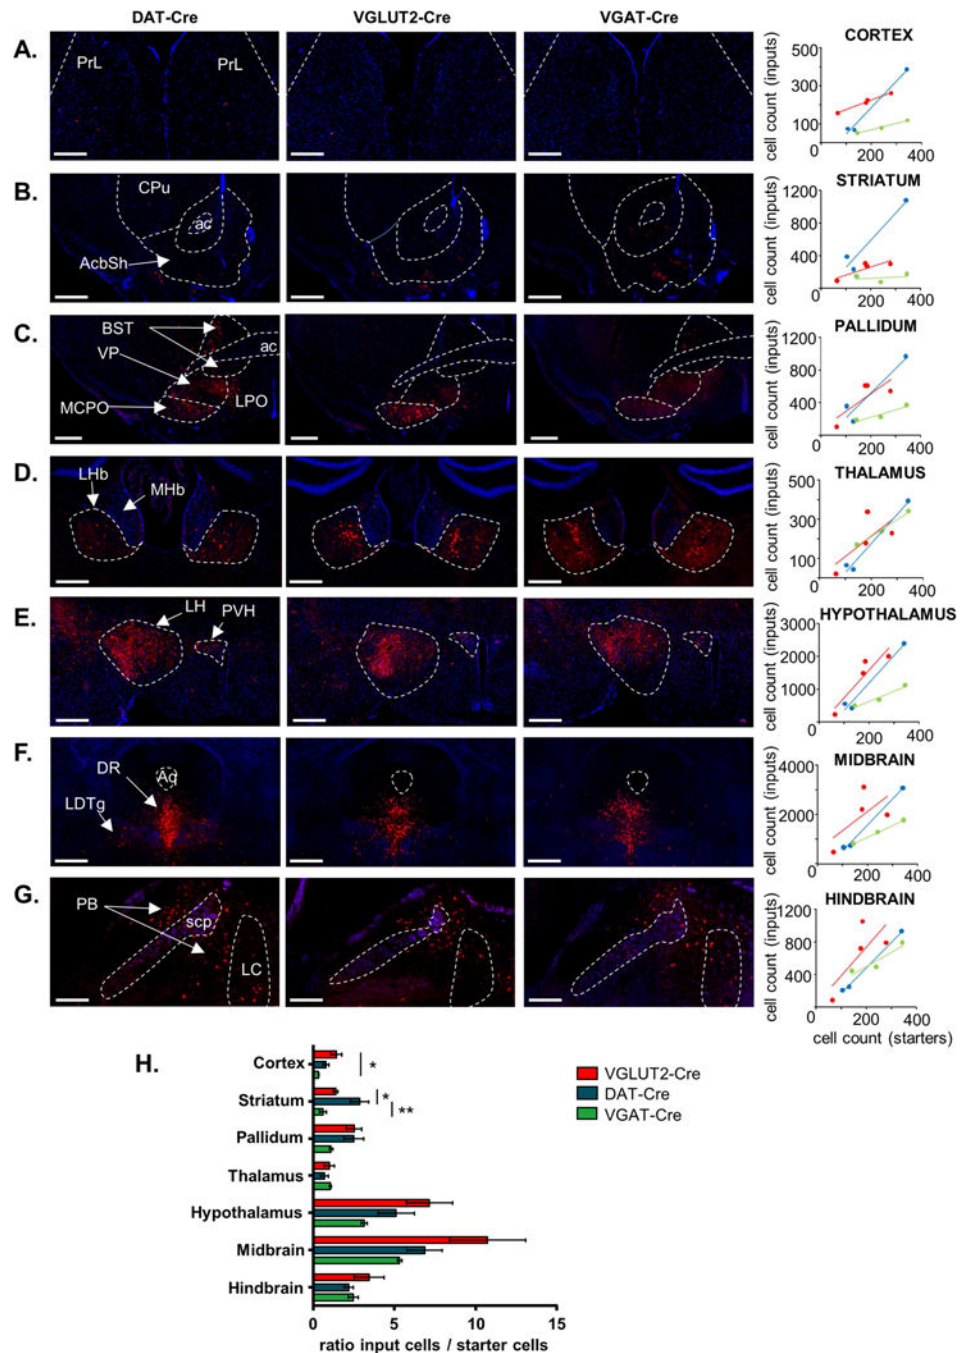 DAT-Cre VGLUT2-Cre VGAT-Cre
A.
PrL PrL
CORTEX
cell count (inputs)
500
300
100
0 200 400
B.
CPu
ac
AcbSh
STRIATUM
cell count (inputs)
1200
800
400
0 200 400
C.
BST
ac
VP
LPO
MCPO
PALLIDUM
cell count (inputs)
1200
800
400
0 200 400
D.
LHb
MHb
THALAMUS
cell count (inputs)
500
300
100
0 200 400
E.
LH PVH
HYPOTHALAMUS
cell count (inputs)
3000
2000
1000
0 200 400
F.
Aq
DR
LDTg
MIDBRAIN
cell count (inputs)
4000
2000
0 200 400
G.
PB
scp
LC
HINDBRAIN
cell count (inputs)
1200
800
400
0 200 400
cell count (starters)
H.
Cortex *
Striatum *
**
Pallidum
Thalamus
Hypothalamus
Midbrain
Hindbrain
0 5 10 15
ratio input cells / starter cells
VGLUT2-Cre
DAT-Cre
VGAT-Cre